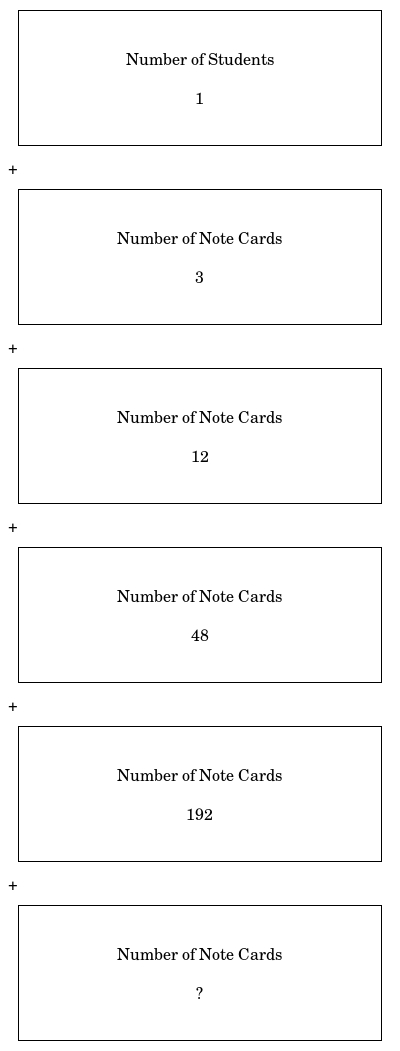 Number of Students
1
+
Number of Note Cards
3
+
Number of Note Cards
12
+
Number of Note Cards
48
+
Number of Note Cards
192
+
Number of Note Cards
?